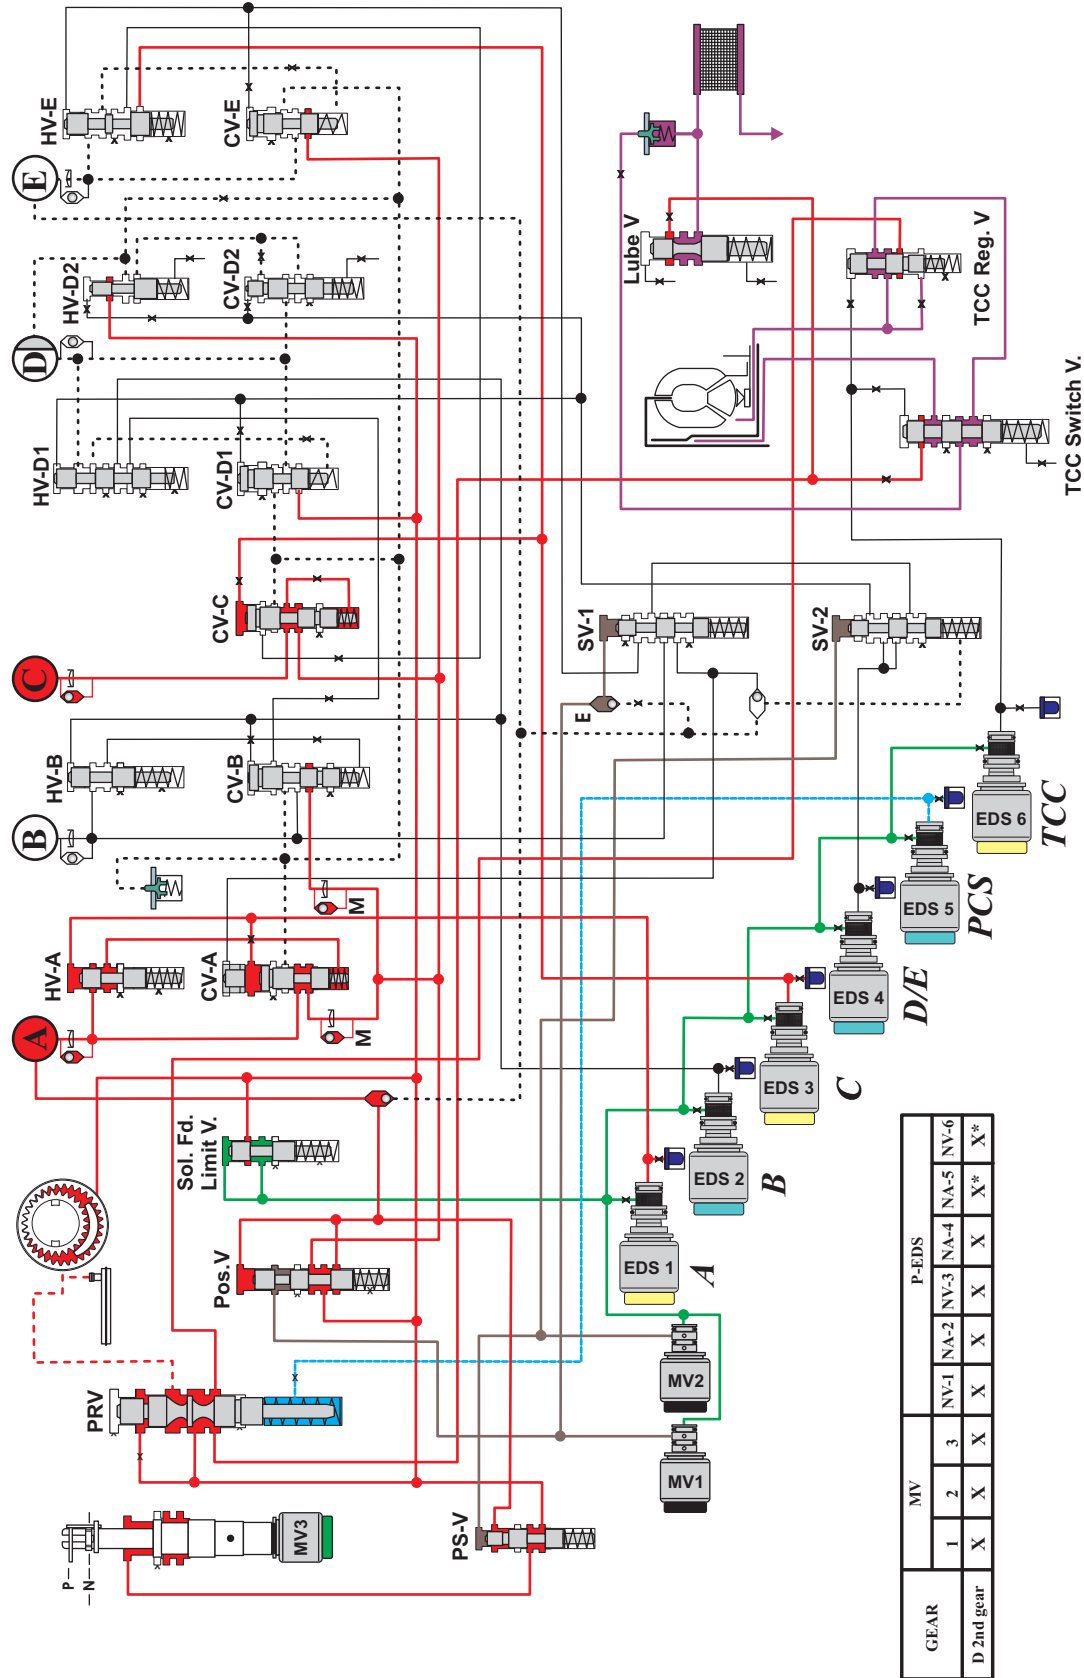 HV-E
CV-E
E
HV-D2
CV-D2
D
HV-D1
CV-D1
CV-C
C
HV-B
CV-B
B
HV-A
CV-A
A
M
M
E
Lube V
TCC Reg. V
TCC Switch V.
SV-1
SV-2
Sol. Fd.
Limit V.
Pos.V
PRV
PS-V
P
N
MV3
MV1
MV2
EDS 1
A
EDS 2
B
EDS 3
C
EDS 4
D/E
EDS 5
PCS
EDS 6
TCC
GEAR MV P-EDS
1 2 3 NV-1 NA-2 NV-3 NA-4 NA-5 NV-6
D 2nd gear X X X X X X X X* X*